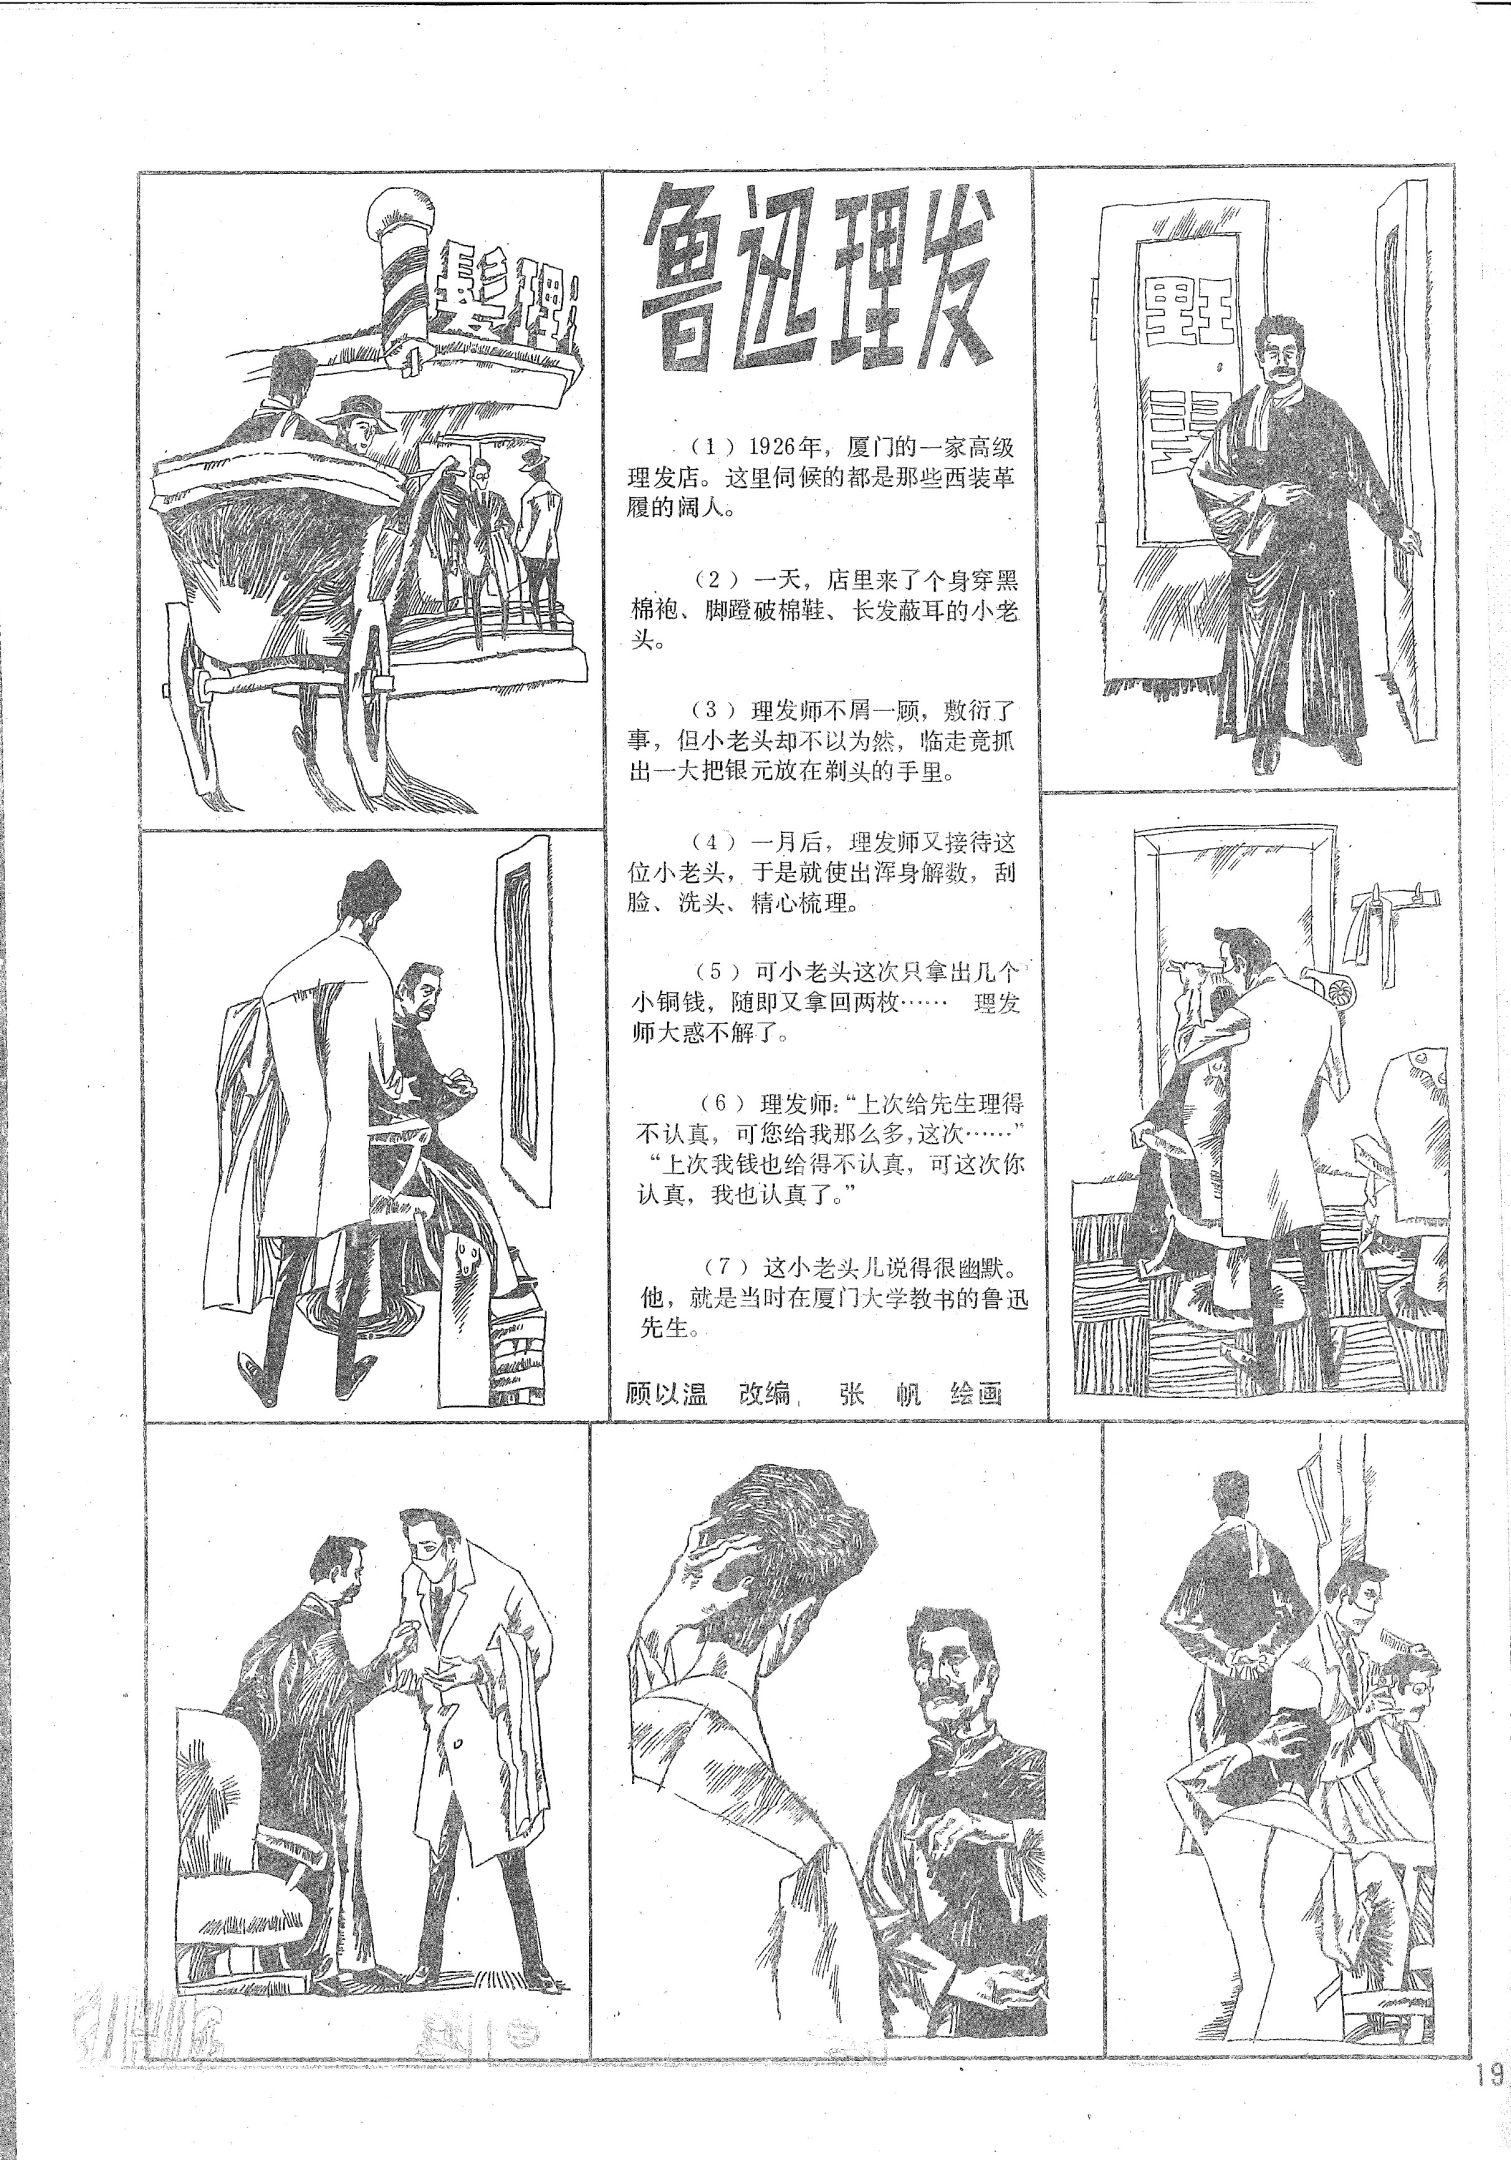 鲁迅理发
（1）1926年，厦门的一家高级
理发店。这里伺候的都是那些西装革
履的阔人。
（2）一天，店里来了个身穿黑
棉袍、脚蹬破棉鞋、长发蔽耳的小老
头。
（3）理发师不屑一顾，敷衍了
事，但小老头却不以为然，临走竟抓
出一大把银元放在剃头的手里。
（4）一月后，理发师又接待这
位小老头，于是就使出浑身解数，刮
脸、洗头、精心梳理。
（5）可小老头这次只拿出几个
小铜钱，随即又拿回两枚…… 理发
师大惑不解了。
（6）理发师：“上次给先生理得
不认真，可您给我那么多，这次……”
“上次我钱也给得不认真，可这次你
认真，我也认真了。”
（7）这小老头儿说得很幽默。
他，就是当时在厦门大学教书的鲁迅
先生。
顾以温 改编， 张 帆 绘画
髮理
19